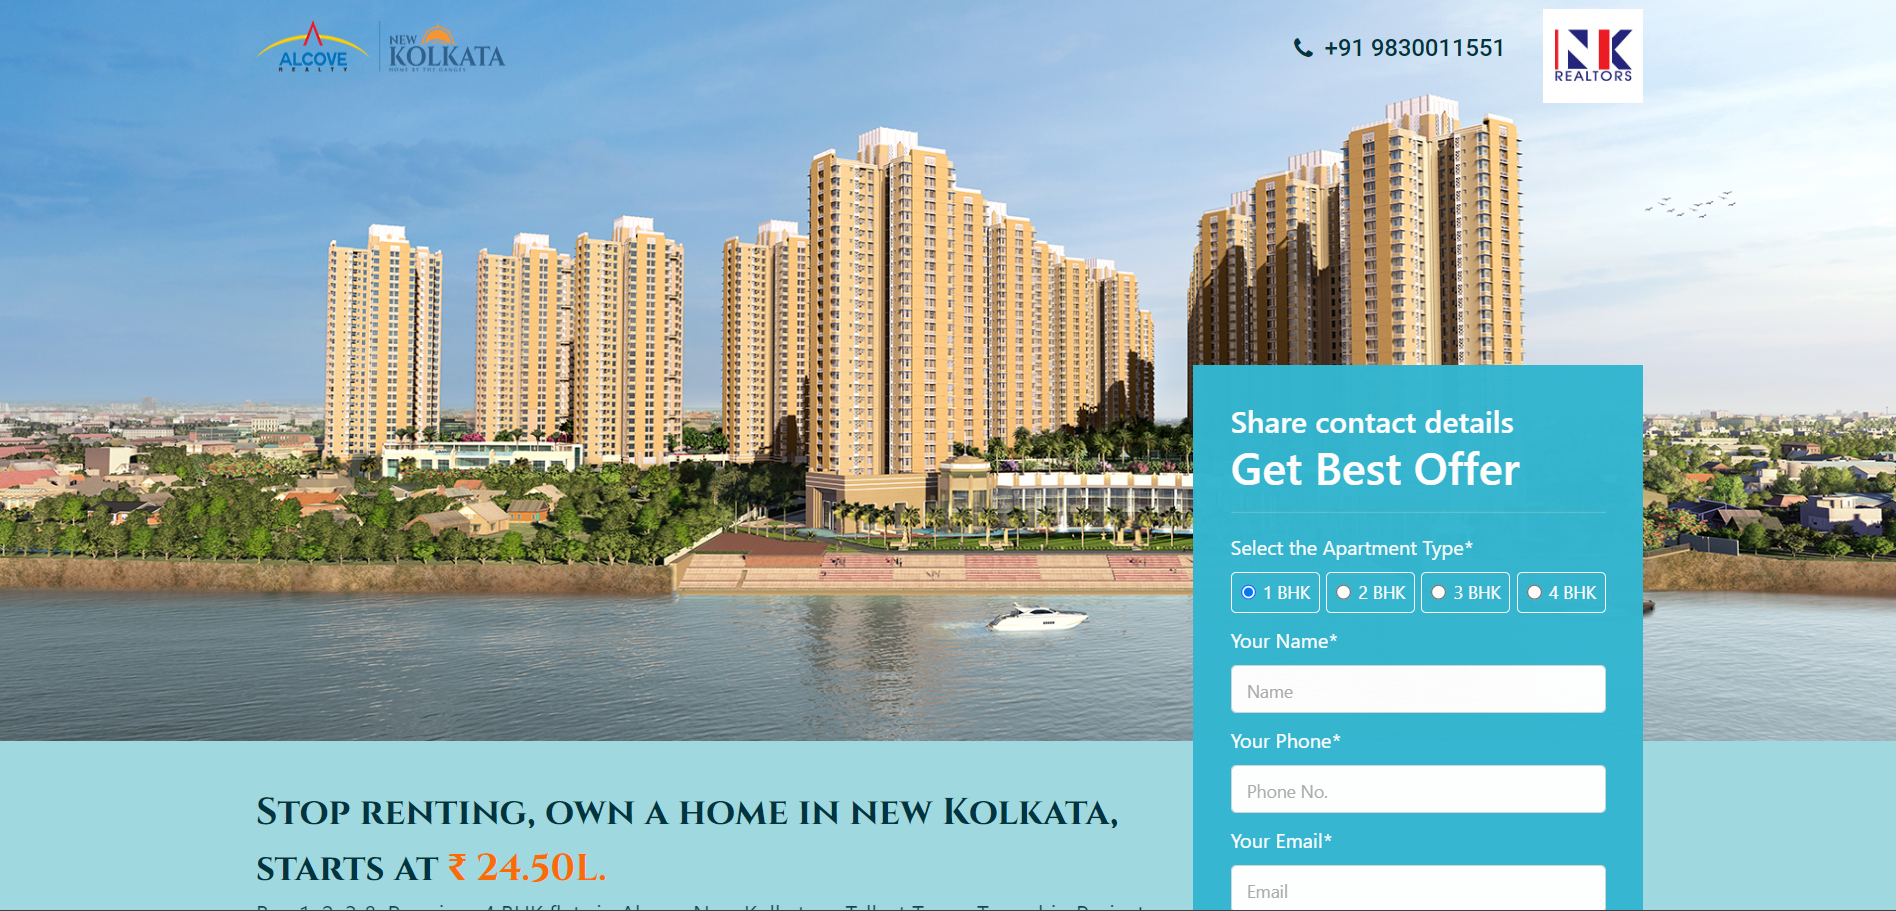 ALCOVE
REALTY
NEW
KOLKATA
HOME BY THE GANGES
+91 9830011551
NK
REALTORS
Share contact details
Get Best Offer
Select the Apartment Type*
1 BHK
2 BHK
3 BHK
4 BHK
Your Name*
Name
Your Phone*
Phone No.
Your Email*
Email
Stop renting, own a home in new Kolkata,
starts at ₹ 24.50L.